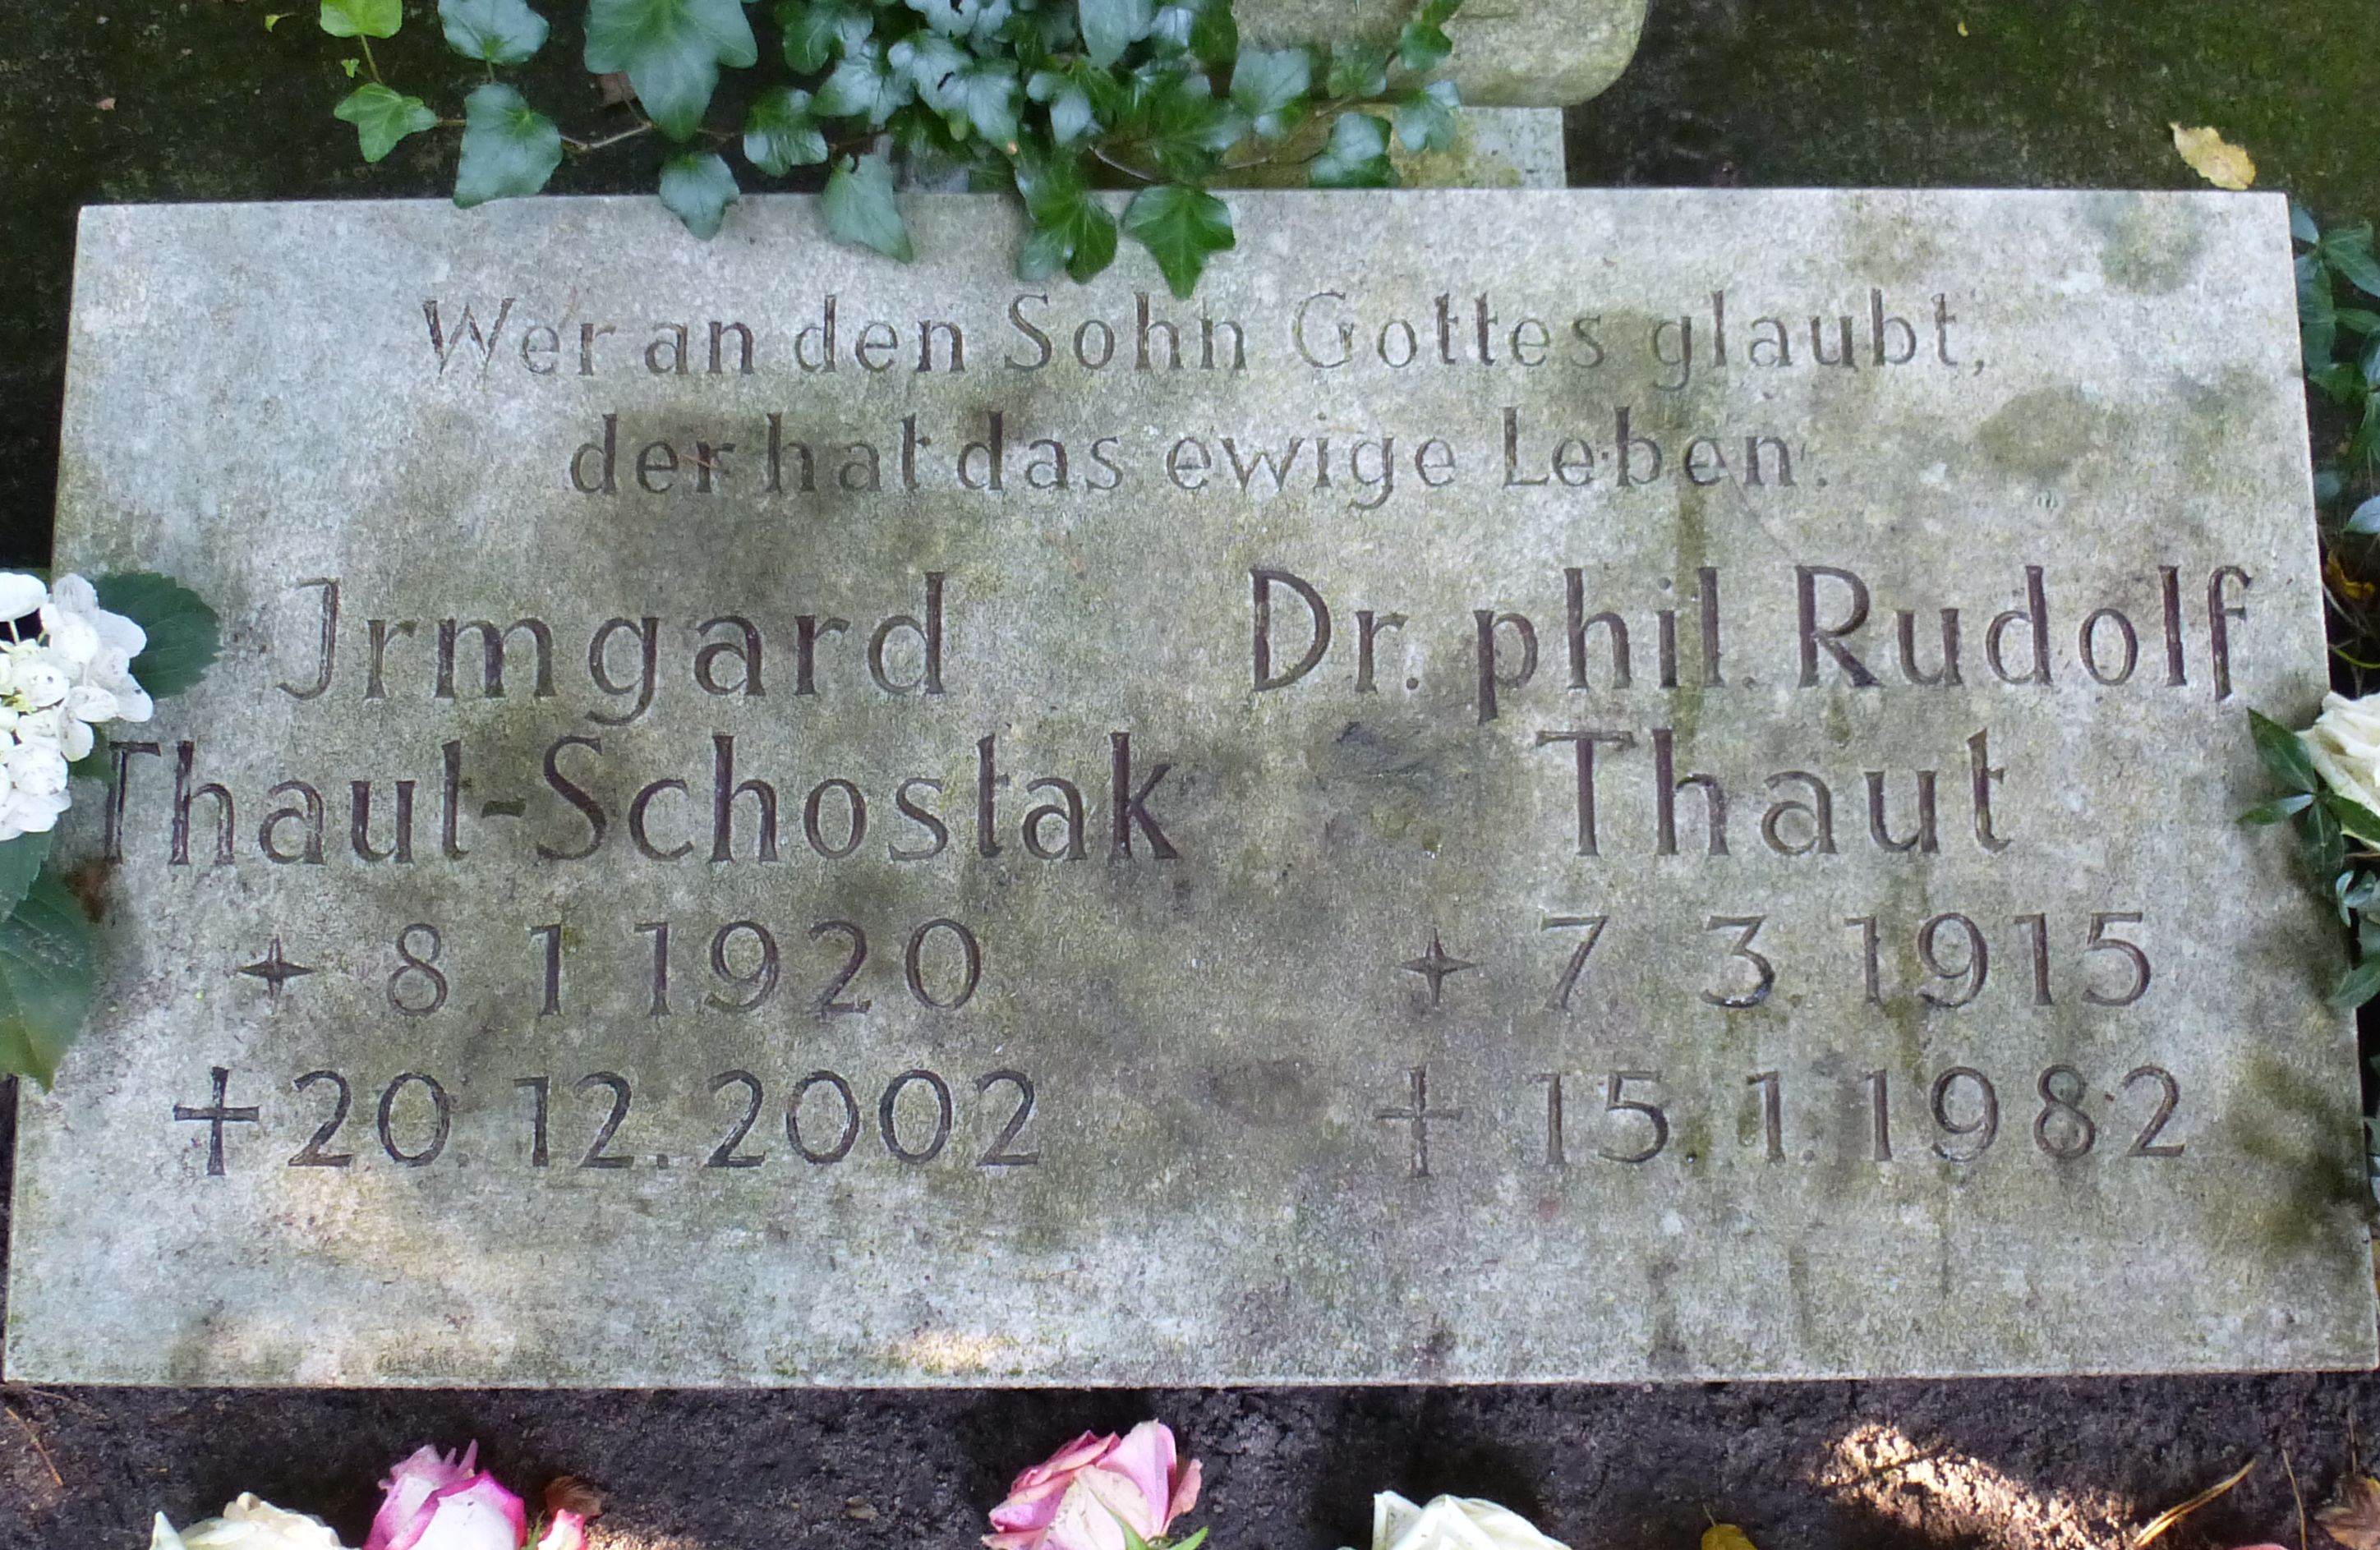 Wer an den Sohn Gottes glaubt,
der hat das ewige Leben.
Jrmgard
Thaut-Schostak
8 1 1920
20.12.2002
Dr. phil. Rudolf
Thaut
7 3 1915
15.1.1982